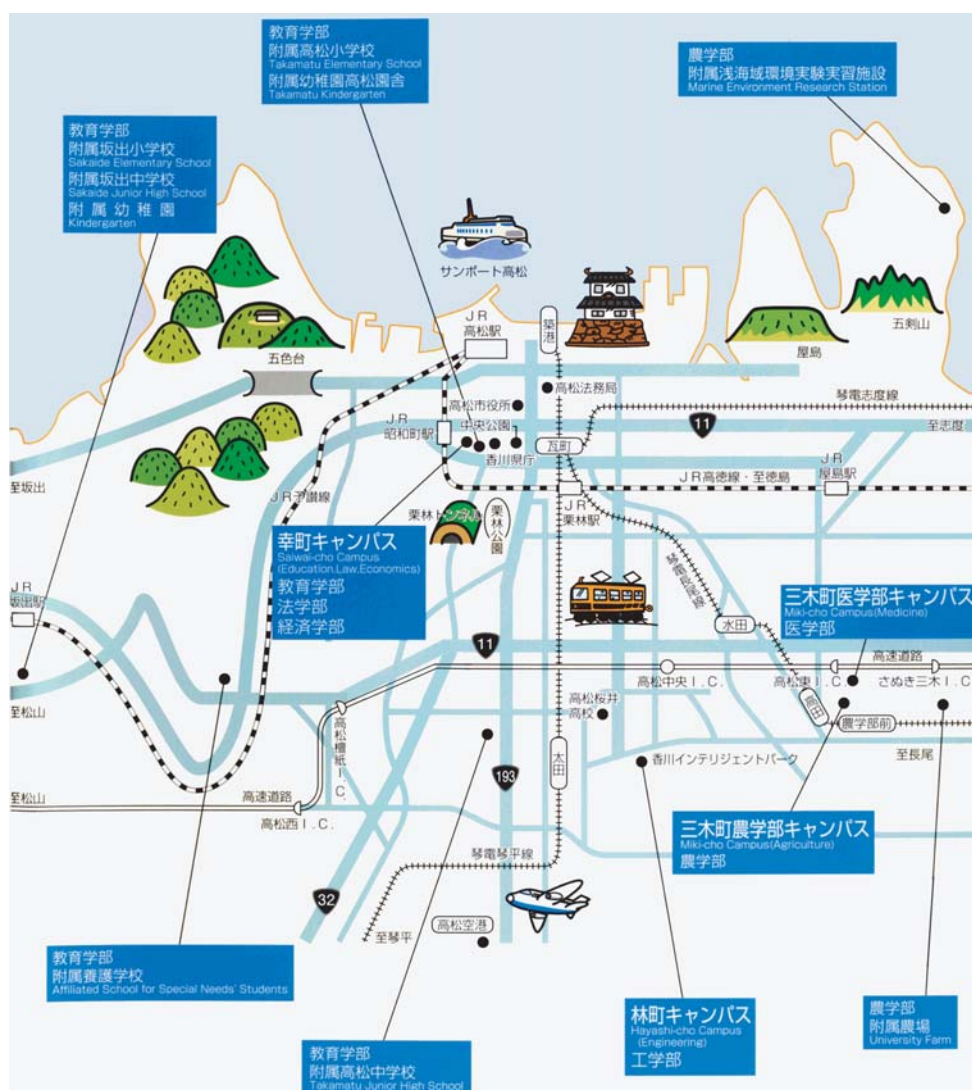 教育学部
附属高松小学校
Takamatu Elementary School
附属幼稚園高松園舎
Takamatu Kindergarten
農学部
附属浅海域環境実験実習施設
Marine Environment Research Station
教育学部
附属坂出小学校
Sakaide Elementary School
附属坂出中学校
Sakaide Junior High School
附属幼稚園
Kindergarten
サンポート高松
五色台
JR
高松駅
築港
屋島
五剣山
高松法務局
高松市役所
中央公園
香川県庁
JR
昭和町駅
瓦町
11
琴電志度線
至志度
至坂出
JR予讃線
栗林トンネル
栗林公園
JR
栗林駅
JR高徳線・至徳島
JR
屋島駅
幸町キャンパス
Saiwai-cho Campus
(Education.Law.Economics)
教育学部
法学部
経済学部
琴電長尾線
水田
三木町医学部キャンパス
Miki-cho Campus(Medicine)
医学部
JR
坂出駅
11
高松中央I.C.
高松東I.C.
高速道路
さぬき三木I.C.
至松山
高松檀紙I.C.
高松桜井
高校
太田
高田
農学部前
至長尾
香川インテリジェントパーク
193
至松山
高速道路
高松西I.C.
三木町農学部キャンパス
Miki-cho Campus(Agriculture)
農学部
琴電琴平線
32
至琴平
高松空港
教育学部
附属養護学校
Affiliated School for Special Needs' Students
教育学部
附属高松中学校
Takamatu Junior High School
林町キャンパス
Hayashi-cho Campus
(Engineering)
工学部
農学部
附属農場
University Farm